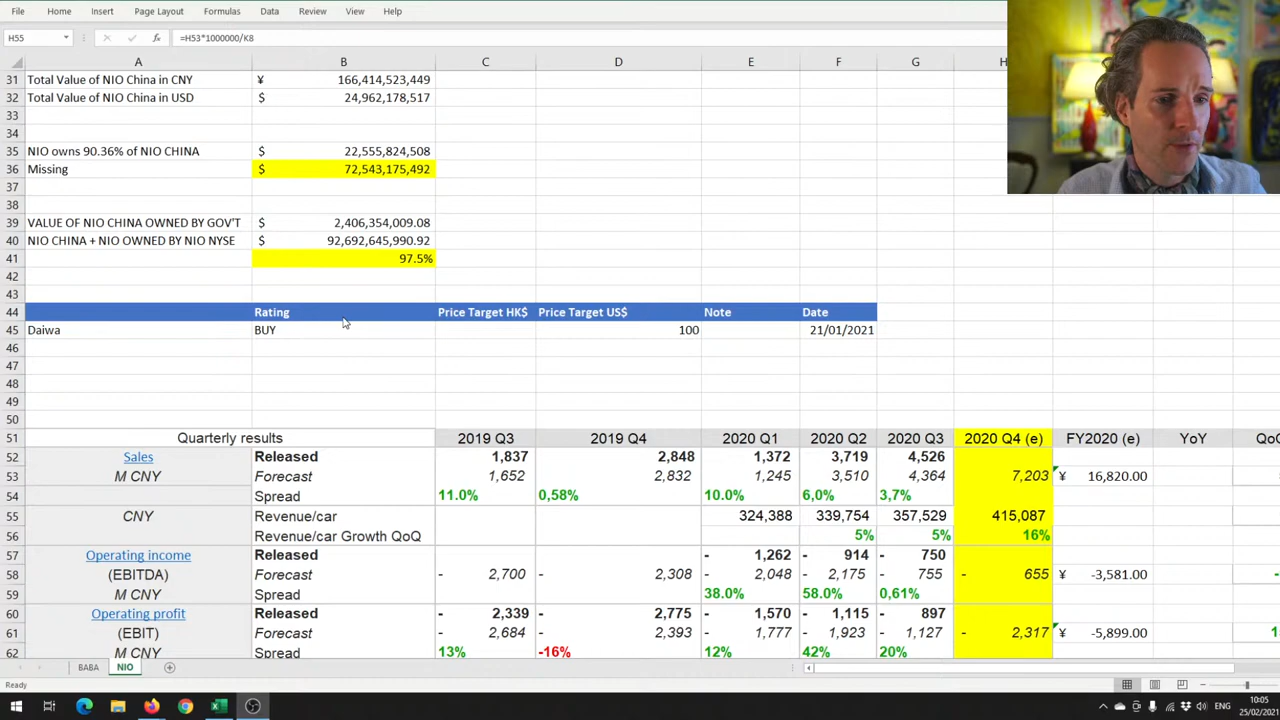 File Home Insert Page Layout Formulas Data Review View Help
H55 =H53*1000000/K8
A B C D E F G H
31 Total Value of NIO China in CNY ¥ 166,414,523,449
32 Total Value of NIO China in USD $ 24,962,178,517
33
34
35 NIO owns 90.36% of NIO CHINA $ 22,555,824,508
36 Missing $ 72,543,175,492
37
38
39 VALUE OF NIO CHINA OWNED BY GOV'T $ 2,406,354,009.08
40 NIO CHINA + NIO OWNED BY NIO NYSE $ 92,692,645,990.92
41 97.5%
42
43
44 Rating Price Target HK$ Price Target US$ Note Date
45 Daiwa BUY 100 21/01/2021
46
47
48
49
50
51 Quarterly results 2019 Q3 2019 Q4 2020 Q1 2020 Q2 2020 Q3 2020 Q4 (e) FY2020 (e) YoY QoQ
52 Sales Released 1,837 2,848 1,372 3,719 4,526
53 M CNY Forecast 1,652 2,832 1,245 3,510 4,364 7,203 ¥ 16,820.00
54 Spread 11.0% 0,58% 10.0% 6,0% 3,7%
55 CNY Revenue/car 324,388 339,754 357,529 415,087
56 Revenue/car Growth QoQ 5% 5% 16%
57 Operating income Released - 1,262 - 914 - 750
58 (EBITDA) Forecast - 2,700 - 2,308 - 2,048 - 2,175 - 755 - 655 ¥ -3,581.00
59 M CNY Spread 38.0% 58.0% 0,61%
60 Operating profit Released - 2,339 - 2,775 - 1,570 - 1,115 - 897
61 (EBIT) Forecast - 2,684 - 2,393 - 1,777 - 1,923 - 1,127 - 2,317 ¥ -5,899.00
62 M CNY Spread 13% -16% 12% 42% 20%
BABA NIO
Ready
ENG 10:05
25/02/2021